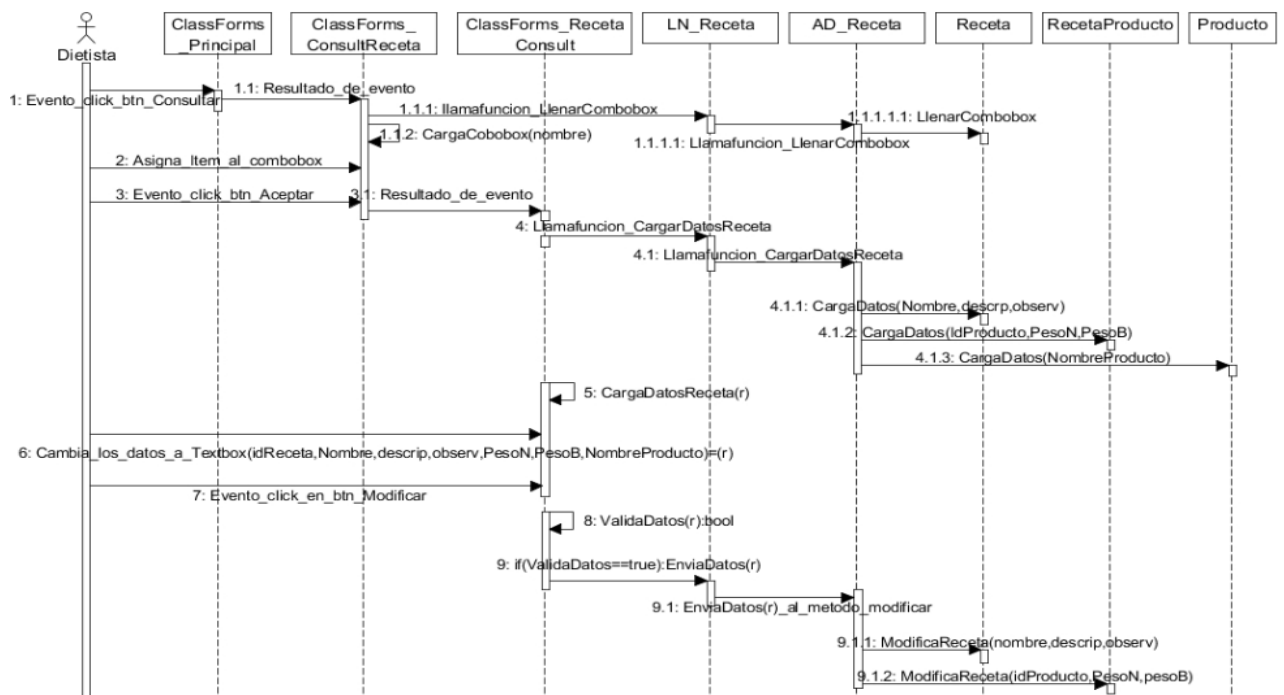 Dietista
ClassForms
_Principal
ClassForms_
ConsultReceta
ClassForms_Receta
Consult
LN_Receta
AD_Receta
Receta
RecetaProducto
Producto
1: Evento_click_btn_Consultar
1.1: Resultado_de_evento
1.1.1: llamafuncion_LlenarCombobox
1.1.1.1.1: LlenarCombobox
1.1.2: CargaCobobox(nombre)
1.1.1.1: Llamafuncion_LlenarCombobox
2: Asigna_Item_al_combobox
3: Evento_click_btn_Aceptar
3.1: Resultado_de_evento
4: Llamafuncion_CargarDatosReceta
4.1: Llamafuncion_CargarDatosReceta
4.1.1: CargaDatos(Nombre,descrp,observ)
4.1.2: CargaDatos(IdProducto,PesoN,PesoB)
4.1.3: CargaDatos(NombreProducto)
5: CargaDatosReceta(r)
6: Cambia_los_datos_a_Textbox(idReceta,Nombre,descrip,observ,PesoN,PesoB,NombreProducto)=(r)
7: Evento_click_en_btn_Modificar
8: ValidaDatos(r):bool
9: if(ValidaDatos==true):EnviaDatos(r)
9.1: EnviaDatos(r)_al_metodo_modificar
9.1.1: ModificaReceta(nombre,descrip,observ)
9.1.2: ModificaReceta(idProducto,PesoN,pesoB)